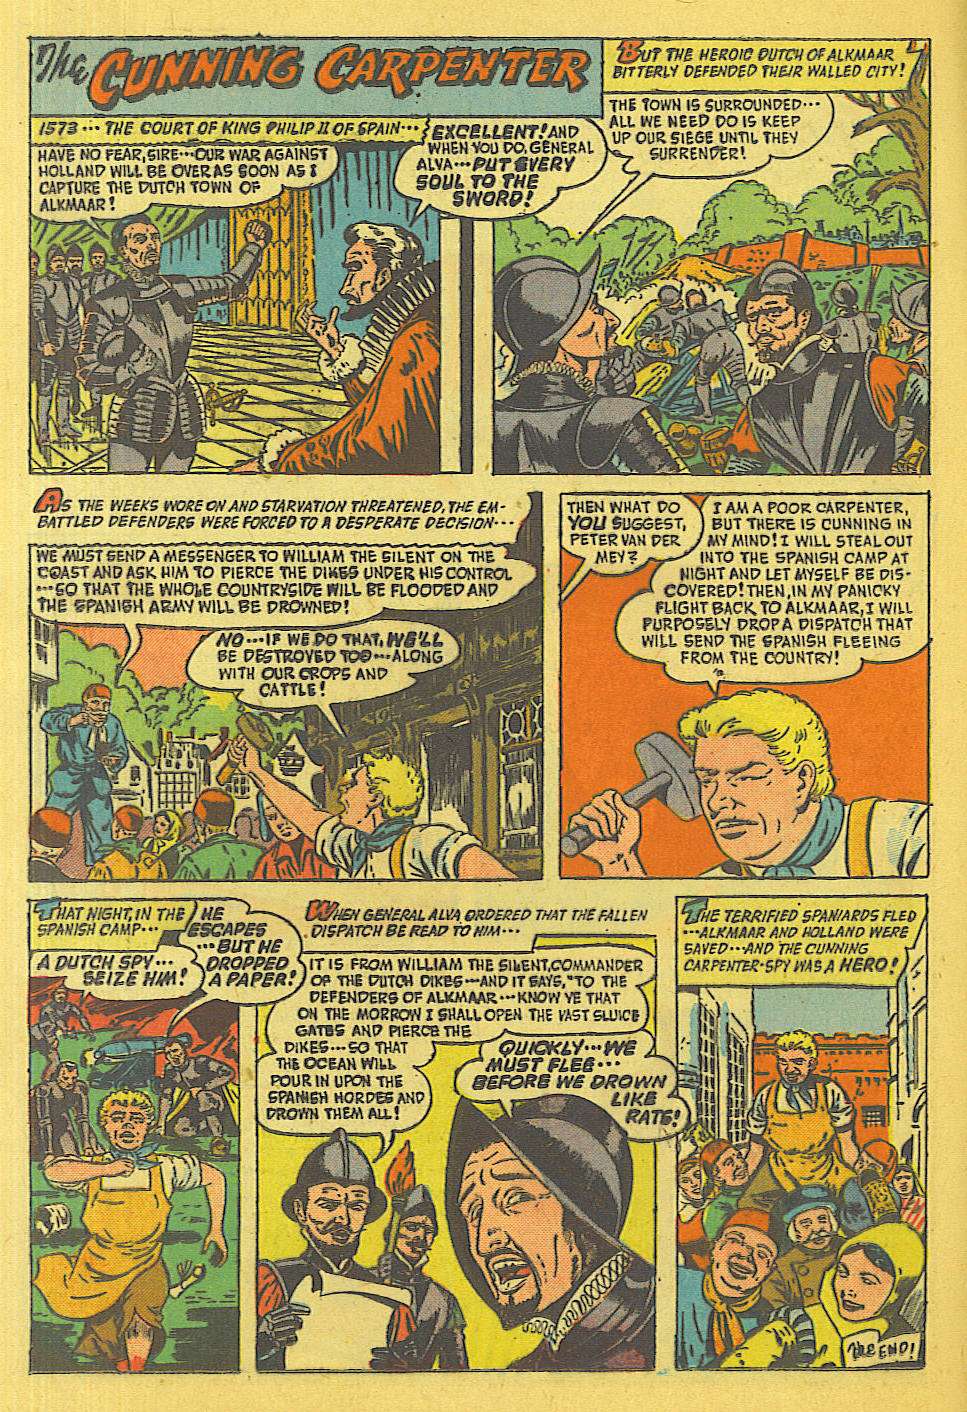 The CUNNING CARPENTER
1573... THE COURT OF KING PHILIP II OF SPAIN...
HAVE NO FEAR, SIRE...OUR WAR AGAINST
HOLLAND WILL BE OVER AS SOON AS I
CAPTURE THE DUTCH TOWN OF
ALKMAAR!
EXCELLENT! AND
WHEN YOU DO, GENERAL
ALVA...PUT EVERY
SOUL TO THE
SWORD!
BUT THE HEROIC DUTCH OF ALKMAAR
BITTERLY DEFENDED THEIR WALLED CITY!
THE TOWN IS SURROUNDED...
ALL WE NEED DO IS KEEP
UP OUR SIEGE UNTIL THEY
SURRENDER!
AS THE WEEKS WORE ON AND STARVATION THREATENED, THE EM-
BATTLED DEFENDERS WERE FORCED TO A DESPERATE DECISION...
WE MUST SEND A MESSENGER TO WILLIAM THE SILENT ON THE
COAST AND ASK HIM TO PIERCE THE DIKES UNDER HIS CONTROL
...SO THAT THE WHOLE COUNTRYSIDE WILL BE FLOODED AND
THE SPANISH ARMY WILL BE DROWNED!
NO...IF WE DO THAT, WE'LL
BE DESTROYED TOO...ALONG
WITH OUR CROPS AND
CATTLE!
THEN WHAT DO
YOU SUGGEST,
PETER VAN DER
MEY?
I AM A POOR CARPENTER,
BUT THERE IS CUNNING IN
MY MIND! I WILL STEAL OUT
INTO THE SPANISH CAMP AT
NIGHT AND LET MYSELF BE DIS-
COVERED! THEN, IN MY PANICKY
FLIGHT BACK TO ALKMAAR, I WILL
PURPOSELY DROP A DISPATCH THAT
WILL SEND THE SPANISH FLEEING
FROM THE COUNTRY!
THAT NIGHT, IN THE
SPANISH CAMP...
A DUTCH SPY...
SEIZE HIM!
HE
ESCAPES
...BUT HE
DROPPED
A PAPER!
WHEN GENERAL ALVA ORDERED THAT THE FALLEN
DISPATCH BE READ TO HIM...
IT IS FROM WILLIAM THE SILENT, COMMANDER
OF THE DUTCH DIKES...AND IT SAYS, "TO THE
DEFENDERS OF ALKMAAR...KNOW YE THAT
ON THE MORROW I SHALL OPEN THE VAST SLUICE
GATES AND PIERCE THE
DIKES...SO THAT
THE OCEAN WILL
POUR IN UPON THE
SPANISH HORDES AND
DROWN THEM ALL!
QUICKLY...WE
MUST FLEE...
BEFORE WE DROWN
LIKE
RATS!
THE TERRIFIED SPANIARDS FLED
...ALKMAAR AND HOLLAND WERE
SAVED...AND THE CUNNING
CARPENTER-SPY WAS A HERO!
THE END!